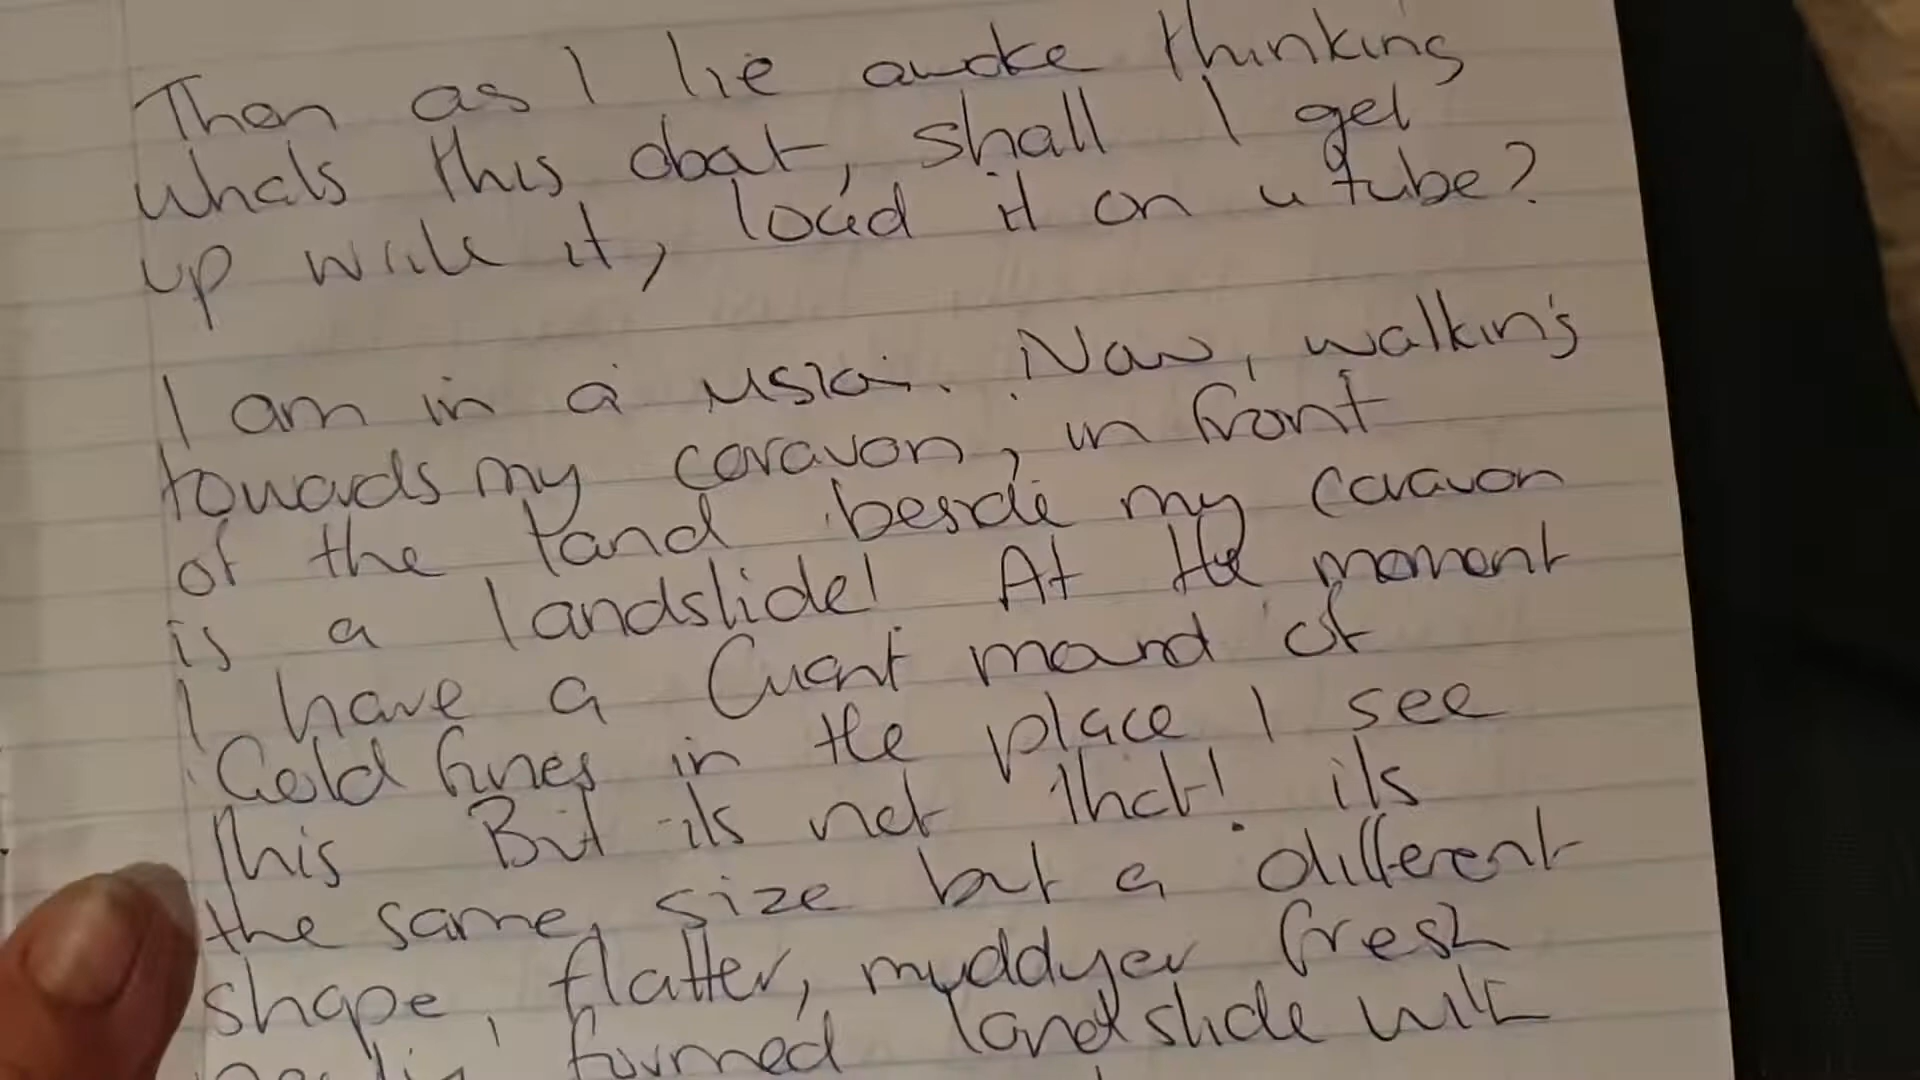 Then as I lie awake thinking
whats this about, shall I get
up write it, load it on u tube?
I am in a vision. Now, walking
towards my caravan, in front
of the land beside my caravan
is a landslide! At the moment
I have a Giant mound of
Gold fines in the place I see
this But its not that! its
the same size but a different
shape, flatter, muddyer fresh
formed landslide with